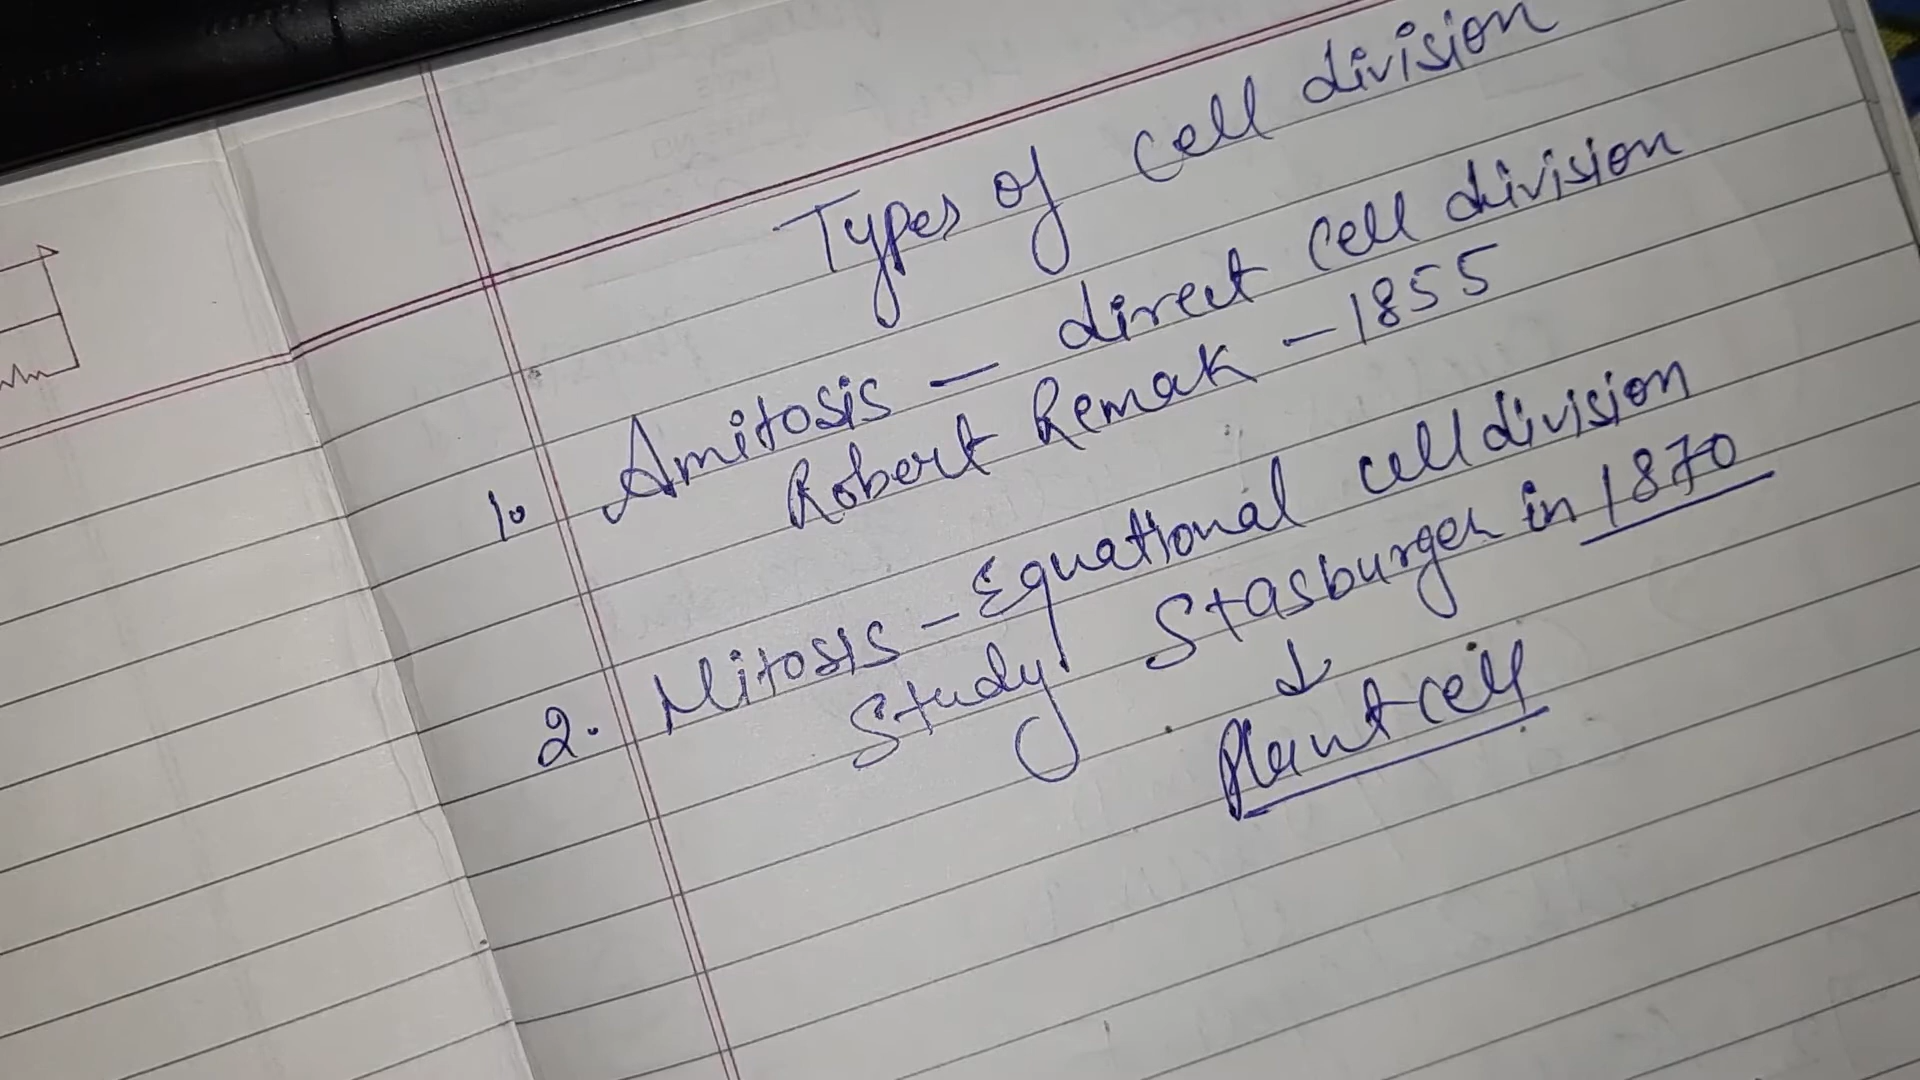 Types of cell division
1. Amitosis – direct cell division
Robert Remak – 1855
2. Mitosis – Equational cell division
Study Stasburger in 1870
↓
Plant cell